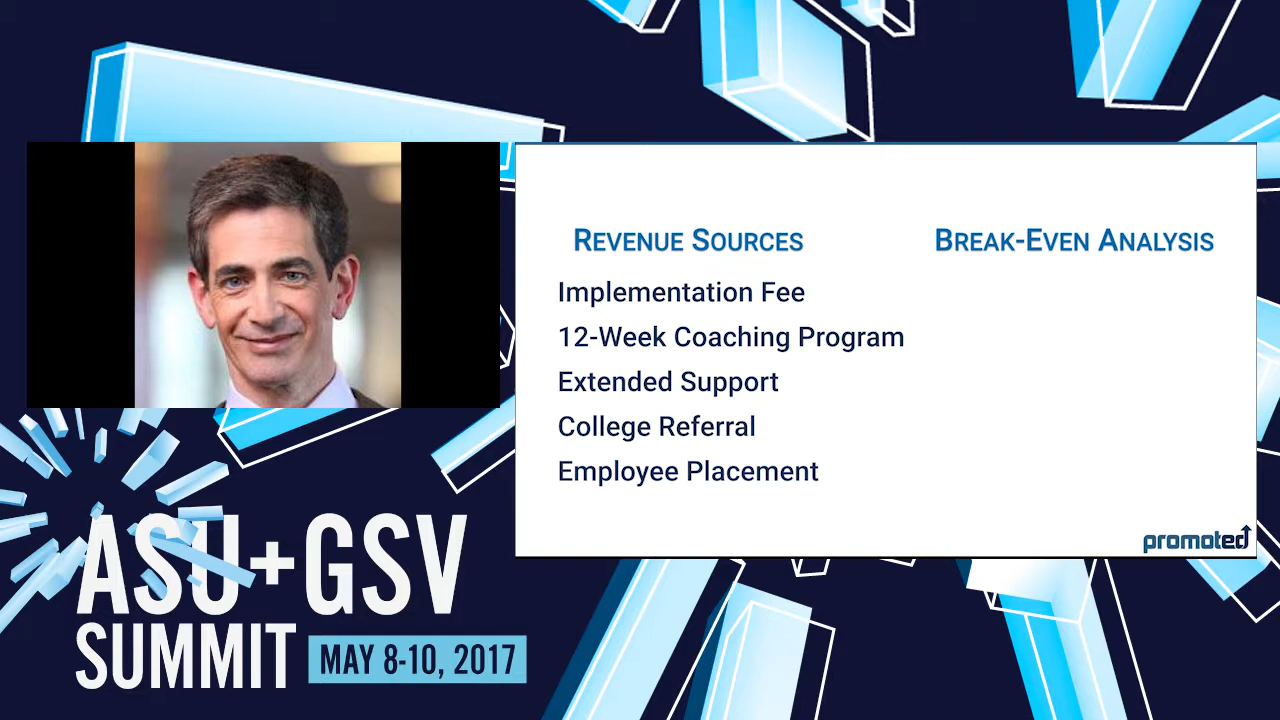 REVENUE SOURCES
BREAK-EVEN ANALYSIS
Implementation Fee
12-Week Coaching Program
Extended Support
College Referral
Employee Placement
promoted
ASU+GSV
SUMMIT
MAY 8-10, 2017